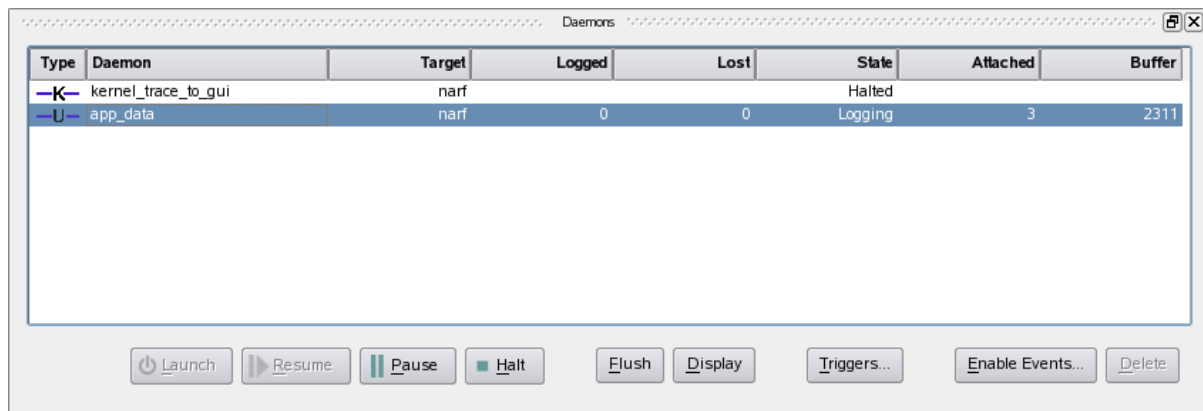 Daemons
Type Daemon Target Logged Lost State Attached Buffer
K kernel_trace_to_gui narf Halted
U app_data narf 0 0 Logging 3 2311
Launch Resume Pause Halt Flush Display Triggers... Enable Events... Delete